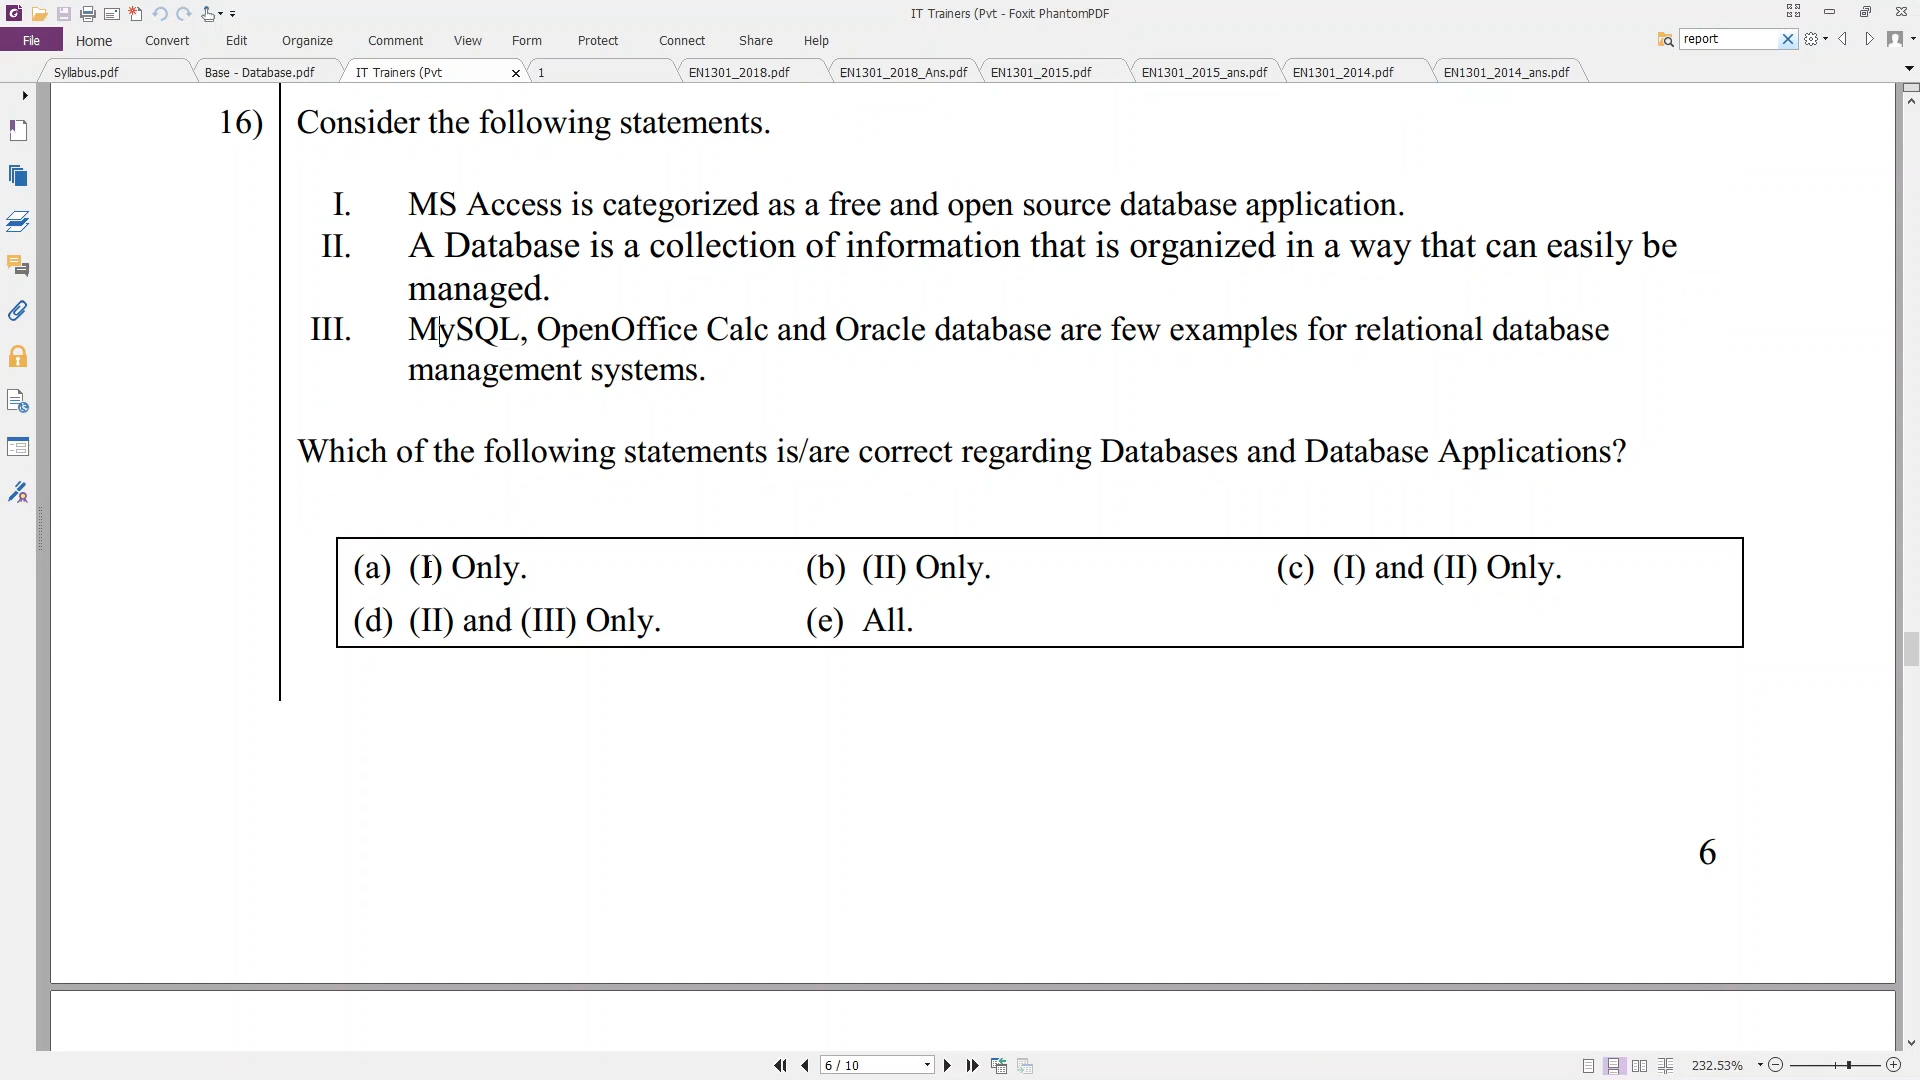 IT Trainers (Pvt - Foxit PhantomPDF
File Home Convert Edit Organize Comment View Form Protect Connect Share Help report
Syllabus.pdf Base - Database.pdf IT Trainers (Pvt 1 EN1301_2018.pdf EN1301_2018_Ans.pdf EN1301_2015.pdf EN1301_2015_ans.pdf EN1301_2014.pdf EN1301_2014_ans.pdf
16) Consider the following statements.
I. MS Access is categorized as a free and open source database application.
II. A Database is a collection of information that is organized in a way that can easily be
managed.
III. MySQL, OpenOffice Calc and Oracle database are few examples for relational database
management systems.
Which of the following statements is/are correct regarding Databases and Database Applications?
(a) (I) Only. (b) (II) Only. (c) (I) and (II) Only.
(d) (II) and (III) Only. (e) All.
6
6 / 10 232.53%